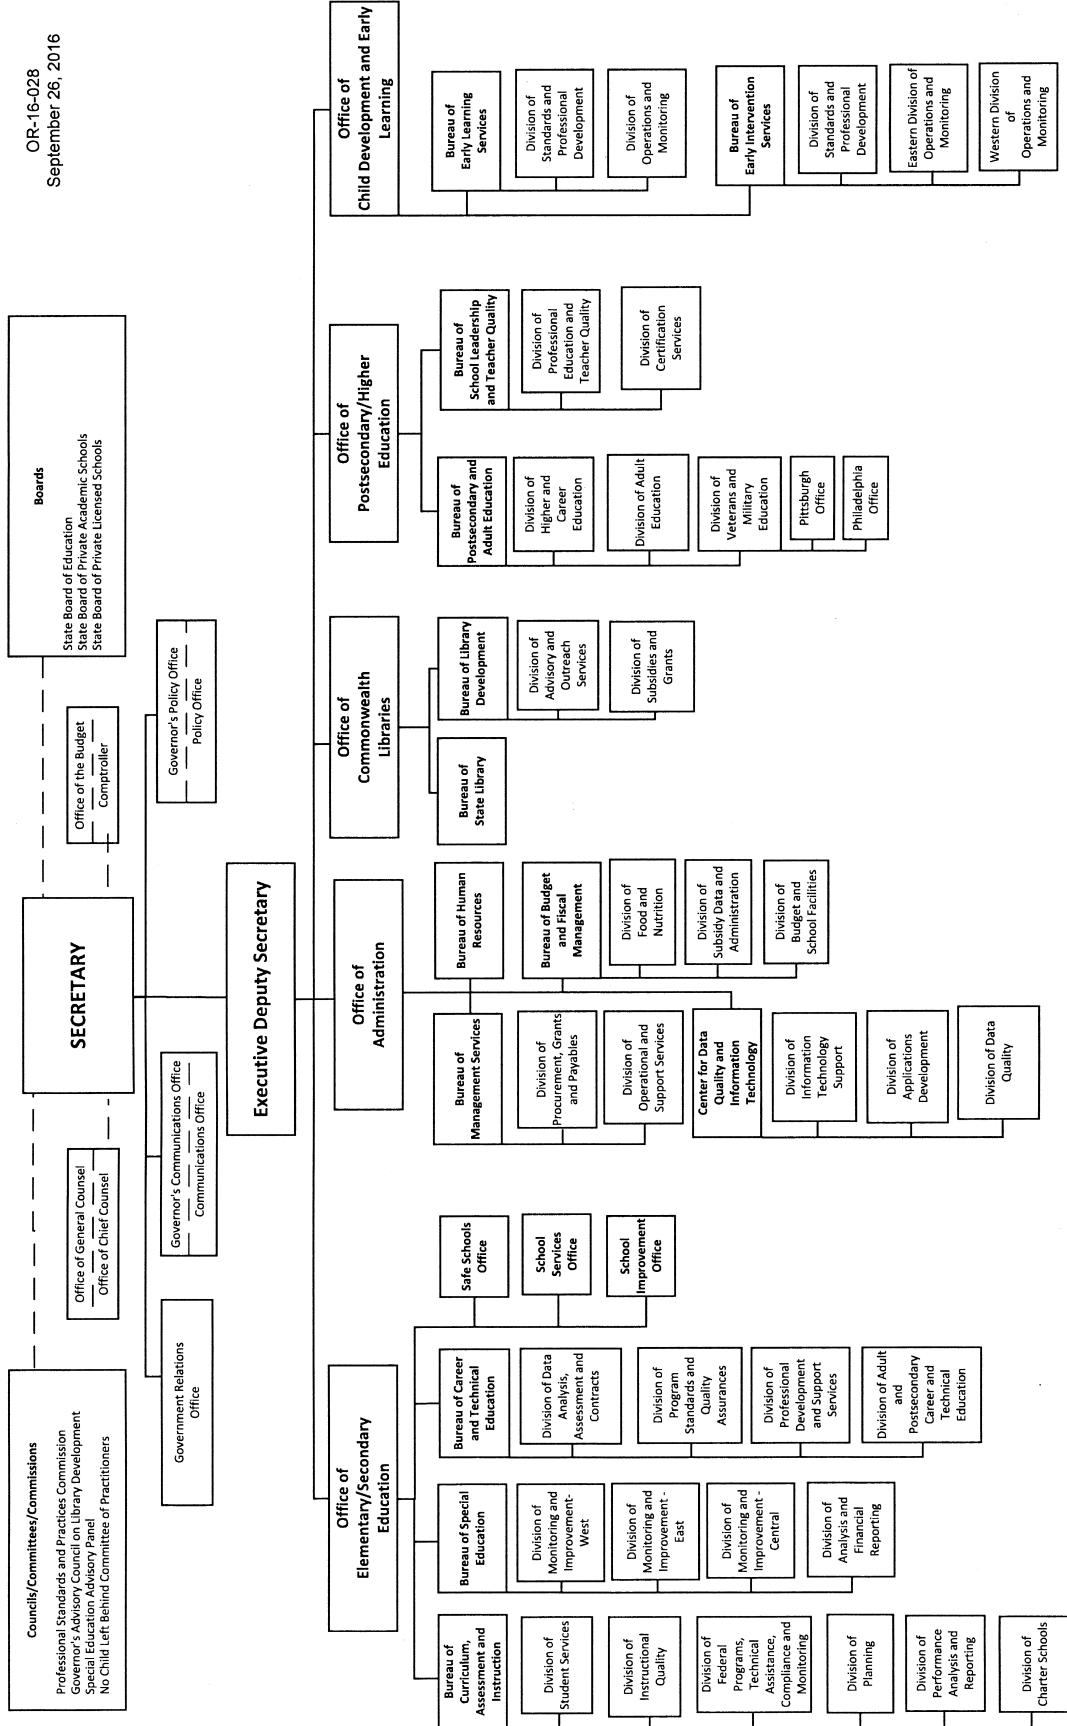 OR-16-028
September 26, 2016
Councils/Committees/Commissions
Professional Standards and Practices Commission
Governor's Advisory Council on Library Development
Special Education Advisory Panel
No Child Left Behind Committee of Practitioners
SECRETARY
Boards
State Board of Education
State Board of Private Academic Schools
State Board of Private Licensed Schools
Office of General Counsel
Office of Chief Counsel
Office of the Budget
Comptroller
Government Relations
Office
Governor's Communications Office
Communications Office
Governor's Policy Office
Policy Office
Executive Deputy Secretary
Office of
Elementary/Secondary
Education
Bureau of
Curriculum,
Assessment and
Instruction
Division of
Student Services
Division of
Instructional
Quality
Division of
Federal
Programs,
Technical
Assistance,
Compliance and
Monitoring
Division of
Planning
Division of
Performance
Analysis and
Reporting
Division of
Charter Schools
Bureau of Special
Education
Division of
Monitoring and
Improvement-
West
Division of
Monitoring and
Improvement -
East
Division of
Monitoring and
Improvement -
Central
Division of
Analysis and
Financial
Reporting
Bureau of Career
and Technical
Education
Division of Data
Analysis,
Assessment and
Contracts
Division of
Program
Standards and
Quality
Assurances
Division of
Professional
Development
and Support
Services
Division of Adult
and
Postsecondary
Career and
Technical
Education
Safe Schools
Office
School
Services
Office
School
Improvement
Office
Office of
Administration
Bureau of
Management Services
Division of
Procurement, Grants
and Payables
Division of
Operational and
Support Services
Center for Data
Quality and
Information
Technology
Division of
Information
Technology
Support
Division of
Applications
Development
Division of Data
Quality
Bureau of Human
Resources
Bureau of Budget
and Fiscal
Management
Division of
Food and
Nutrition
Division of
Subsidy Data and
Administration
Division of
Budget and
School Facilities
Office of
Commonwealth
Libraries
Bureau of
State Library
Bureau of Library
Development
Division of
Advisory and
Outreach
Services
Division of
Subsidies and
Grants
Office of
Postsecondary/Higher
Education
Bureau of
Postsecondary and
Adult Education
Division of
Higher and
Career
Education
Division of Adult
Education
Division of
Veterans and
Military
Education
Pittsburgh
Office
Philadelphia
Office
Bureau of
School Leadership
and Teacher Quality
Division of
Professional
Education and
Teacher Quality
Division of
Certification
Services
Office of
Child Development and Early
Learning
Bureau of
Early Learning
Services
Division of
Standards and
Professional
Development
Division of
Operations and
Monitoring
Bureau of
Early Intervention
Services
Division of
Standards and
Professional
Development
Eastern Division of
Operations and
Monitoring
Western Division
of
Operations and
Monitoring